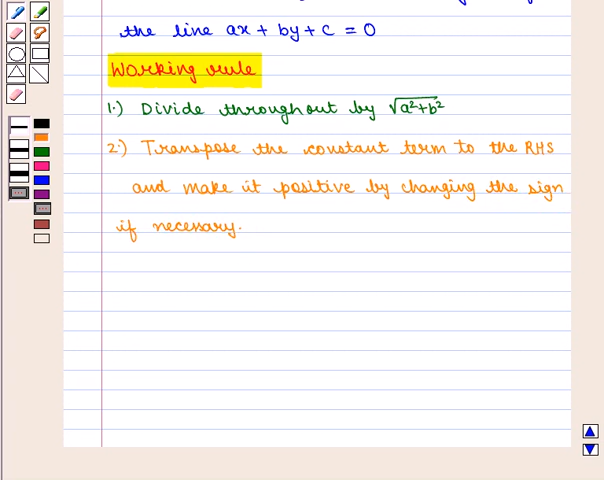 the line ax + by + c = 0
Working rule
1.) Divide throughout by √a²+b²
2.) Transpose the constant term to the RHS
and make it positive by changing the sign
if necessary.